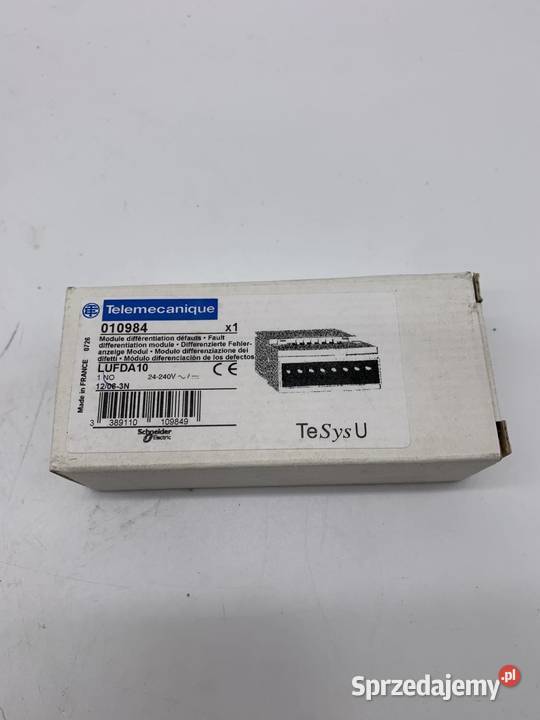 Telemecanique
010984 x1
Module différentiation défauts • Fault
differentiation module • Differenzierte Fehler-
anzeige Modul • Modulo differenziazione dei
difetti • Módulo diferenciación de los defectos
LUFDA10
1 NO 24-240V ~/⎓
12/06-3N
CE
3 389110 109849
Schneider
Electric
Made in FRANCE 0726
TeSysU
Sprzedajemy.pl